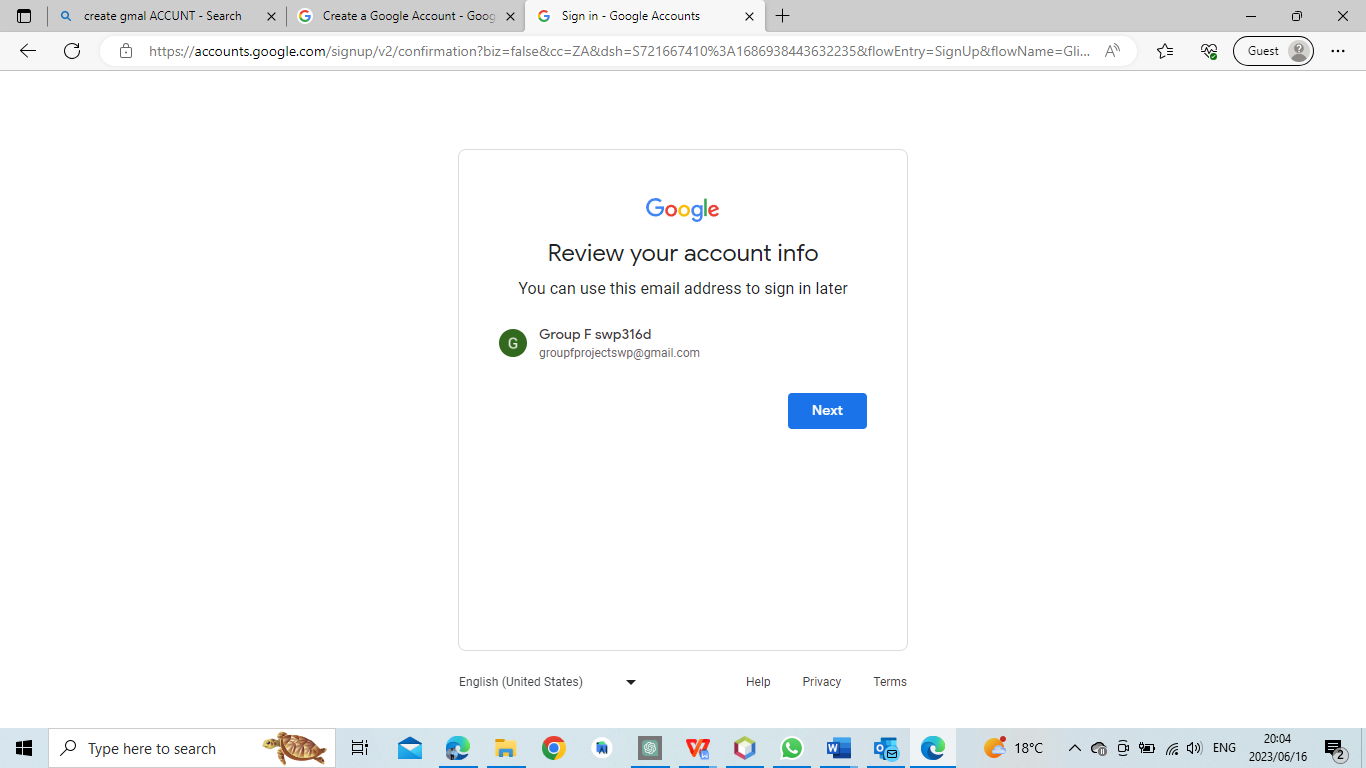 create gmal ACCUNT - Search
Create a Google Account - Goog
Sign in - Google Accounts
https://accounts.google.com/signup/v2/confirmation?biz=false&cc=ZA&dsh=S721667410%3A1686938443632235&flowEntry=SignUp&flowName=Gli...
Guest
Google
Review your account info
You can use this email address to sign in later
G
Group F swp316d
groupfprojectswp@gmail.com
Next
English (United States)
Help
Privacy
Terms
Type here to search
18°C
ENG
20:04
2023/06/16
2